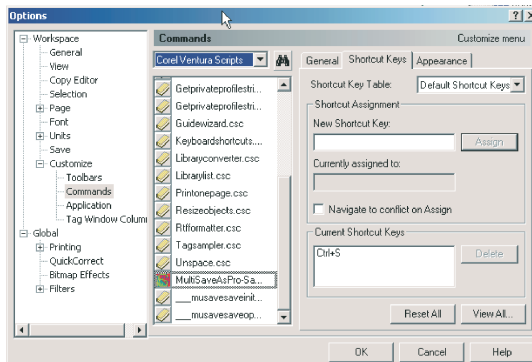 Options
Workspace
General
View
Copy Editor
Selection
Page
Font
Units
Save
Customize
Toolbars
Commands
Application
Tag Window Column
Global
Printing
QuickCorrect
Bitmap Effects
Filters
Commands
Customize menu
Corel Ventura Scripts
Getprivateprofilestri...
Getprivateprofilestri...
Guidewizard.csc
Keyboardshortcuts....
Libraryconverter.csc
Librarylist.csc
Printonepage.csc
Resizeobjects.csc
Rtfformatter.csc
Tagsampler.csc
Unspace.csc
MultiSaveAsPro-Sa...
___musavesaveinit...
___musavesaveop...
General
Shortcut Keys
Appearance
Shortcut Key Table:
Default Shortcut Keys
Shortcut Assignment
New Shortcut Key:
Assign
Currently assigned to:
Navigate to conflict on Assign
Current Shortcut Keys
Ctrl+S
Delete
Reset All
View All...
OK
Cancel
Help